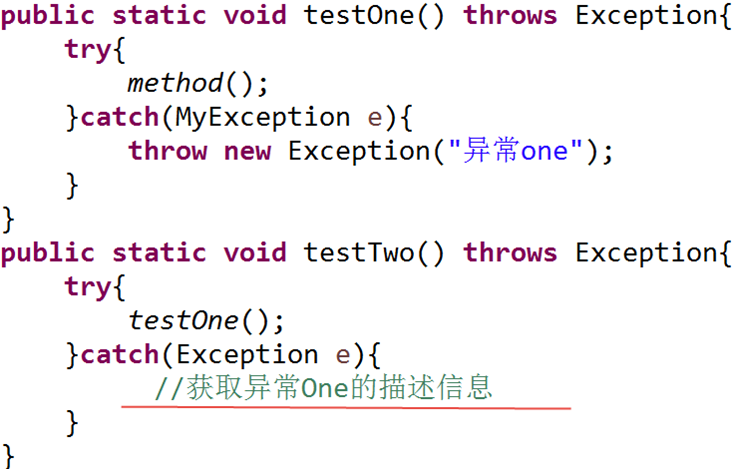 public static void testOne() throws Exception{
try{
method();
}catch(MyException e){
throw new Exception("异常one");
}
}
public static void testTwo() throws Exception{
try{
testOne();
}catch(Exception e){
//获取异常One的描述信息
}
}